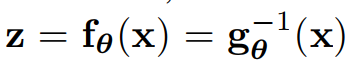 z = f_θ(x) = g_θ^{-1}(x)